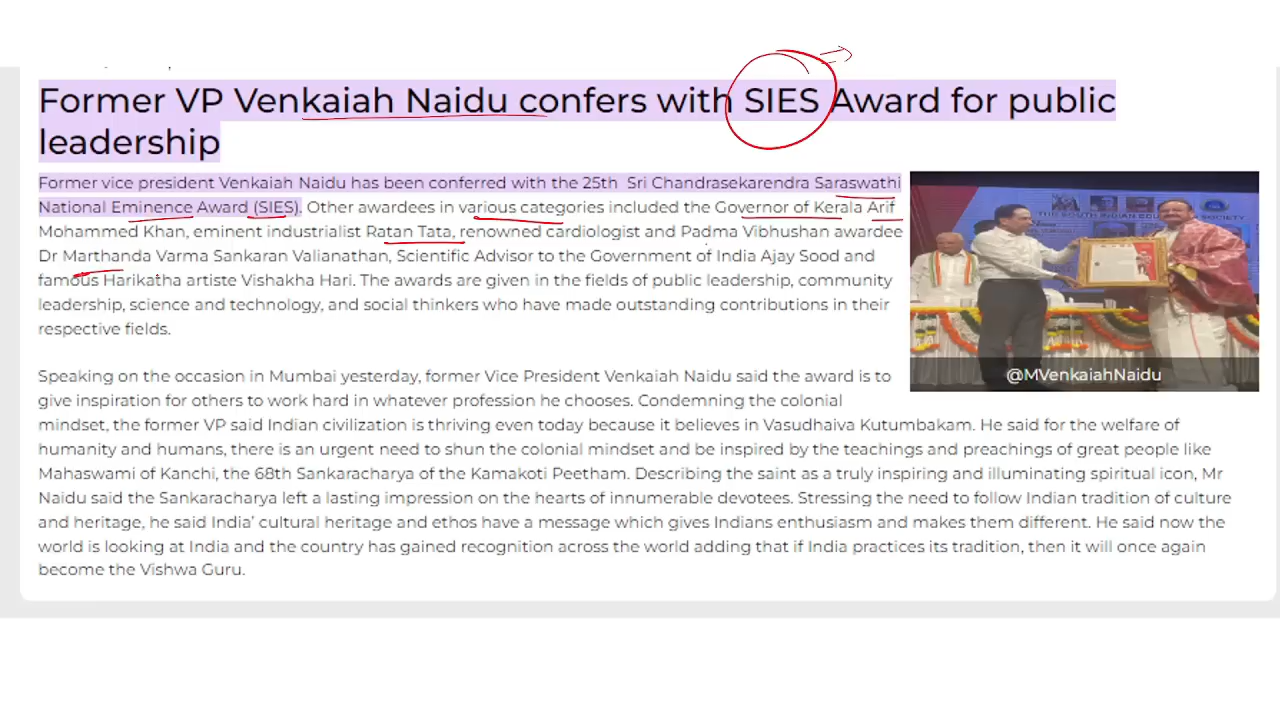 Former VP Venkaiah Naidu confers with SIES Award for public
leadership
Former vice president Venkaiah Naidu has been conferred with the 25th Sri Chandrasekarendra Saraswathi
National Eminence Award (SIES). Other awardees in various categories included the Governor of Kerala Arif
Mohammed Khan, eminent industrialist Ratan Tata, renowned cardiologist and Padma Vibhushan awardee
Dr Marthanda Varma Sankaran Valianathan, Scientific Advisor to the Government of India Ajay Sood and
famous Harikatha artiste Vishakha Hari. The awards are given in the fields of public leadership, community
leadership, science and technology, and social thinkers who have made outstanding contributions in their
respective fields.
THE SOUTH INDIAN EDUCATION SOCIETY
@MVenkaiahNaidu
Speaking on the occasion in Mumbai yesterday, former Vice President Venkaiah Naidu said the award is to
give inspiration for others to work hard in whatever profession he chooses. Condemning the colonial
mindset, the former VP said Indian civilization is thriving even today because it believes in Vasudhaiva Kutumbakam. He said for the welfare of
humanity and humans, there is an urgent need to shun the colonial mindset and be inspired by the teachings and preachings of great people like
Mahaswami of Kanchi, the 68th Sankaracharya of the Kamakoti Peetham. Describing the saint as a truly inspiring and illuminating spiritual icon, Mr
Naidu said the Sankaracharya left a lasting impression on the hearts of innumerable devotees. Stressing the need to follow Indian tradition of culture
and heritage, he said India' cultural heritage and ethos have a message which gives Indians enthusiasm and makes them different. He said now the
world is looking at India and the country has gained recognition across the world adding that if India practices its tradition, then it will once again
become the Vishwa Guru.